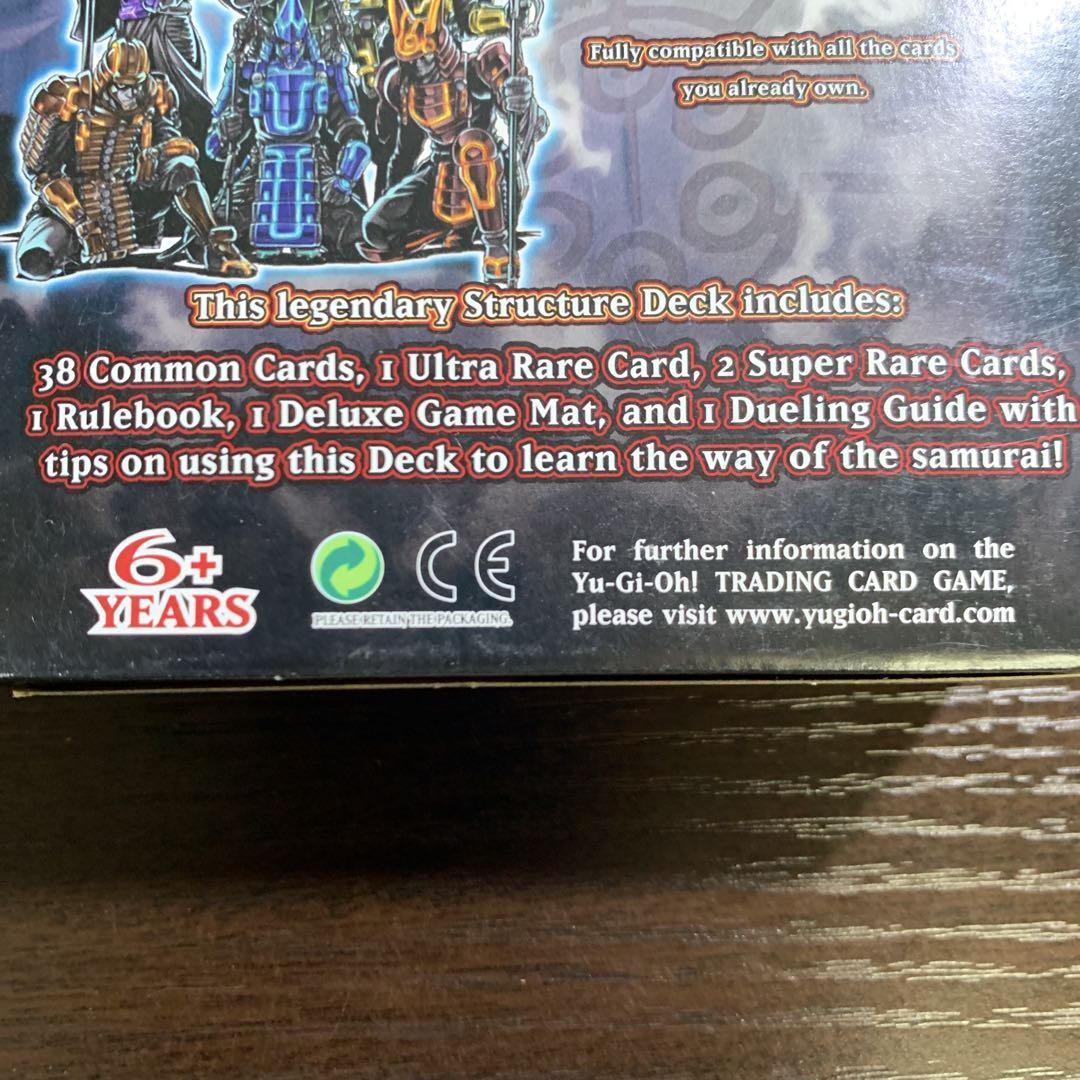 Fully compatible with all the cards
you already own.
This legendary Structure Deck includes:
38 Common Cards, 1 Ultra Rare Card, 2 Super Rare Cards,
1 Rulebook, 1 Deluxe Game Mat, and 1 Dueling Guide with
tips on using this Deck to learn the way of the samurai!
6+
YEARS
CE
PLEASE RETAIN THE PACKAGING.
For further information on the
Yu-Gi-Oh! TRADING CARD GAME,
please visit www.yugioh-card.com